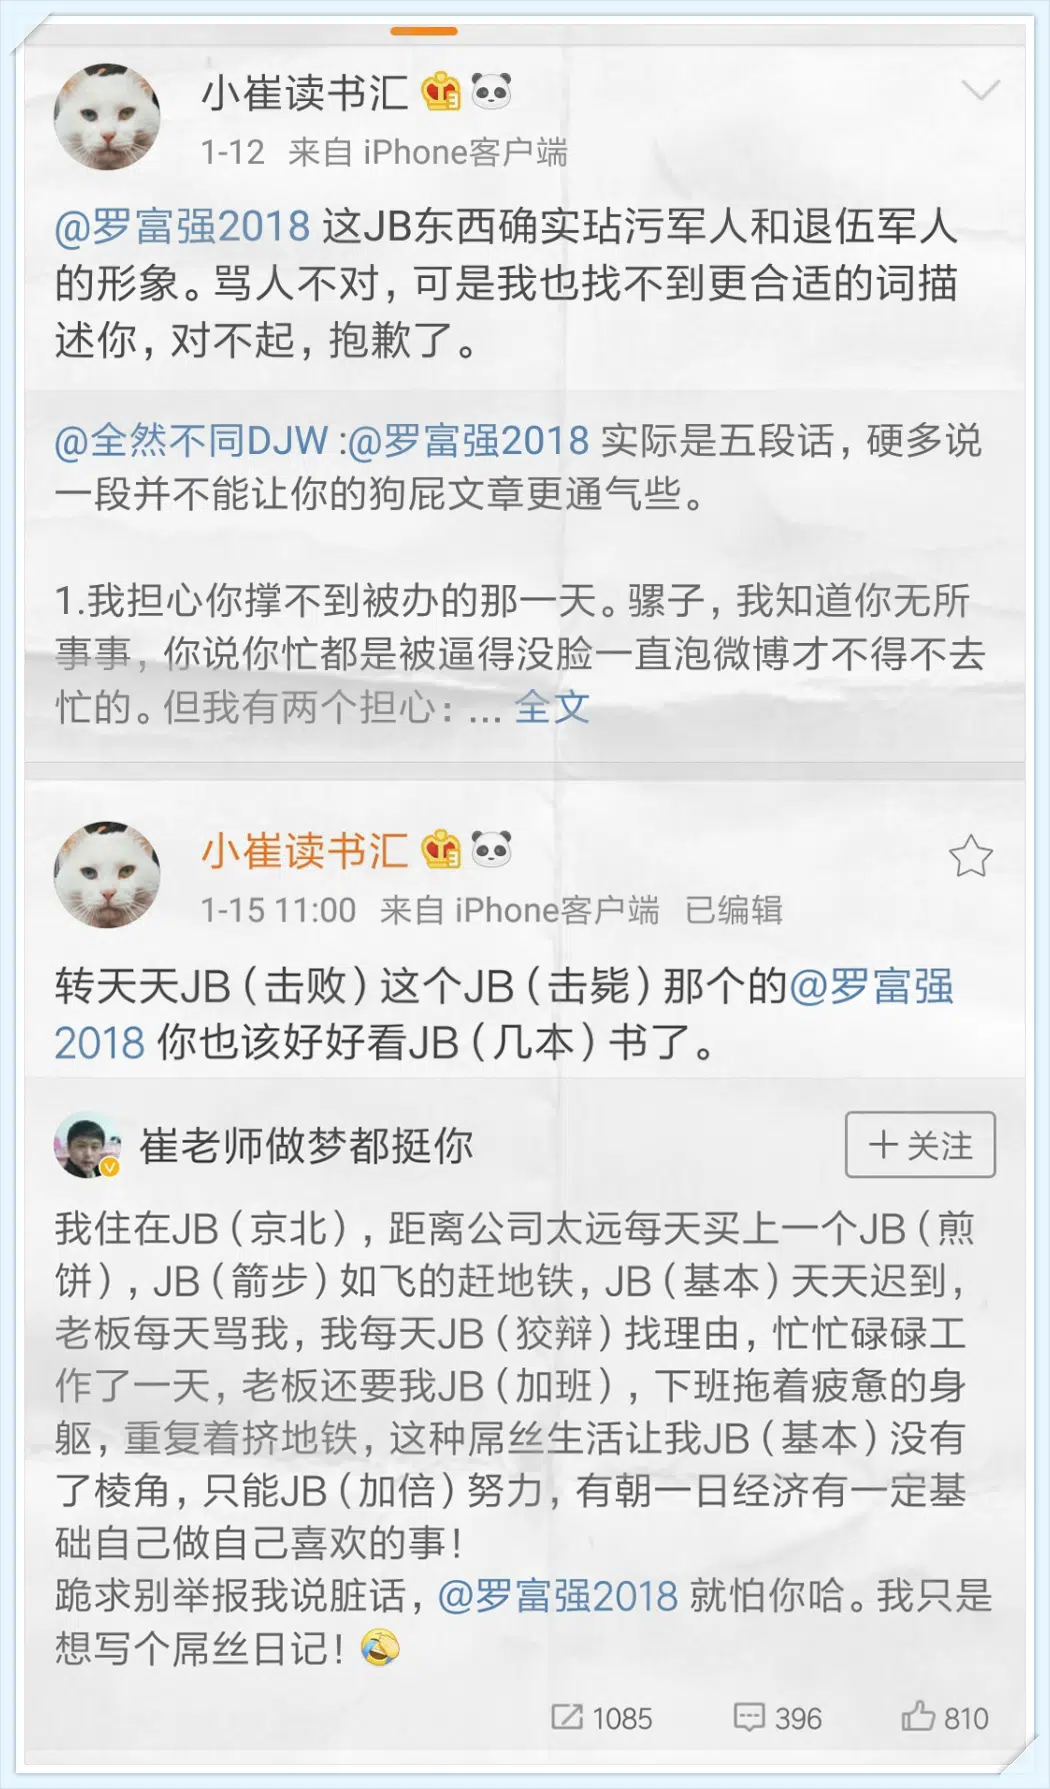 小崔读书汇
1-12 来自 iPhone客户端
@罗富强2018 这JB东西确实玷污军人和退伍军人
的形象。骂人不对，可是我也找不到更合适的词描
述你，对不起，抱歉了。
@全然不同DJW :@罗富强2018 实际是五段话，硬多说
一段并不能让你的狗屁文章更通气些。
1.我担心你撑不到被办的那一天。骡子，我知道你无所
事事，你说你忙都是被逼得没脸一直泡微博才不得不去
忙的。但我有两个担心：... 全文
小崔读书汇
1-15 11:00 来自 iPhone客户端 已编辑
转天天JB（击败）这个JB（击毙）那个的@罗富强
2018 你也该好好看JB（几本）书了。
崔老师做梦都挺你
＋关注
我住在JB（京北），距离公司太远每天买上一个JB（煎
饼），JB（箭步）如飞的赶地铁，JB（基本）天天迟到，
老板每天骂我，我每天JB（狡辩）找理由，忙忙碌碌工
作了一天，老板还要我JB（加班），下班拖着疲惫的身
躯，重复着挤地铁，这种屌丝生活让我JB（基本）没有
了棱角，只能JB（加倍）努力，有朝一日经济有一定基
础自己做自己喜欢的事！
跪求别举报我说脏话，@罗富强2018 就怕你哈。我只是
想写个屌丝日记！
1085 396 810